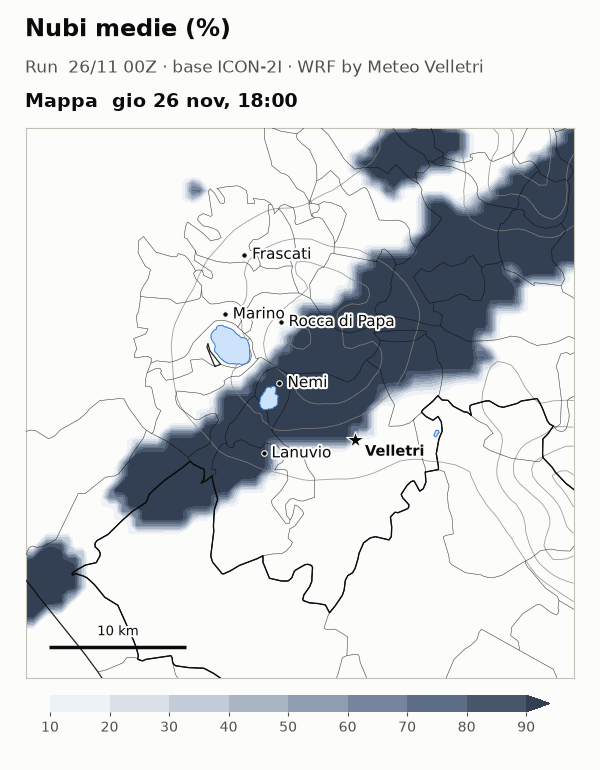 Nubi medie (%)
Run  26/11 00Z · base ICON-2I · WRF by Meteo Velletri
Mappa  gio 26 nov, 18:00
Frascati
Marino
Rocca di Papa
Nemi
Velletri
Lanuvio
10 km
10 20 30 40 50 60 70 80 90